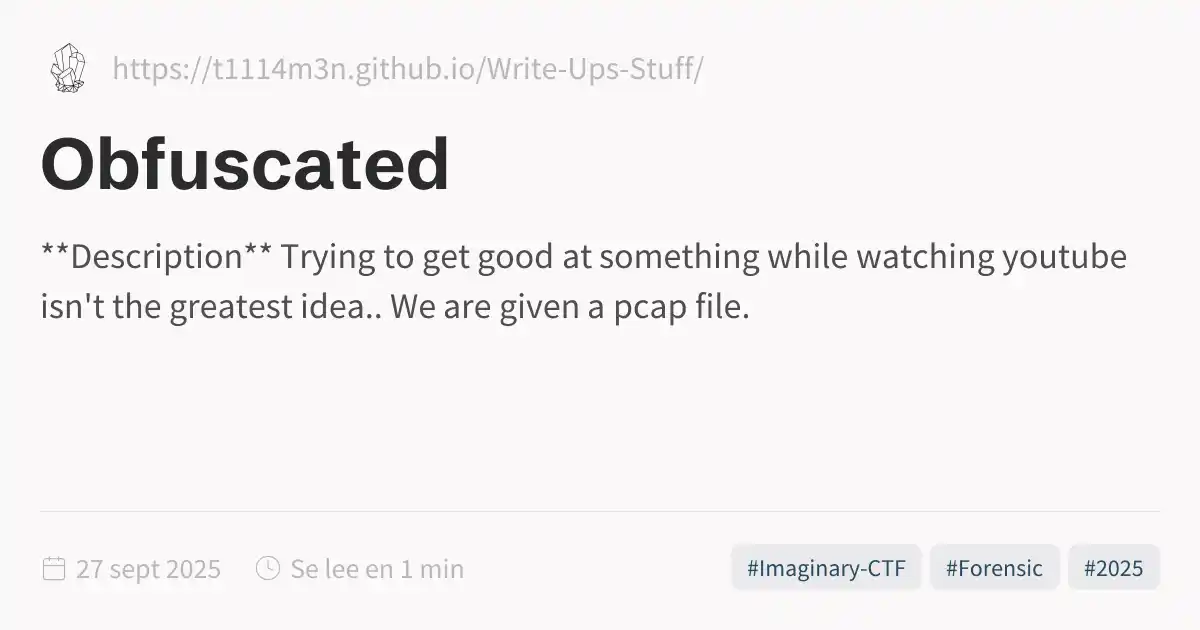 https://t1114m3n.github.io/Write-Ups-Stuff/
Obfuscated
**Description** Trying to get good at something while watching youtube
isn't the greatest idea.. We are given a pcap file.
27 sept 2025
Se lee en 1 min
#Imaginary-CTF
#Forensic
#2025